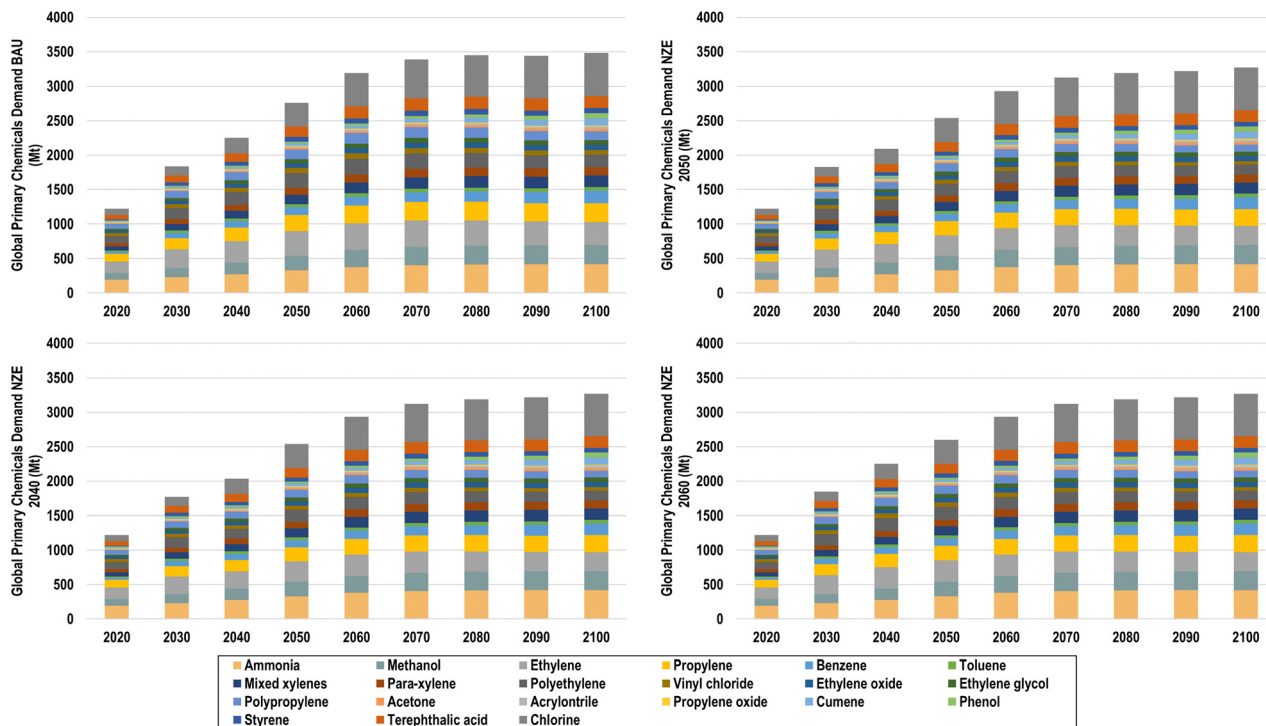 Global Primary Chemicals Demand BAU
(Mt)
4000
3500
3000
2500
2000
1500
1000
500
0
2020 2030 2040 2050 2060 2070 2080 2090 2100
Global Primary Chemicals Demand NZE
2050 (Mt)
4000
3500
3000
2500
2000
1500
1000
500
0
2020 2030 2040 2050 2060 2070 2080 2090 2100
Global Primary Chemicals Demand NZE
2040 (Mt)
4000
3500
3000
2500
2000
1500
1000
500
0
2020 2030 2040 2050 2060 2070 2080 2090 2100
Global Primary Chemicals Demand NZE
2060 (Mt)
4000
3500
3000
2500
2000
1500
1000
500
0
2020 2030 2040 2050 2060 2070 2080 2090 2100
Ammonia Methanol Ethylene Propylene Benzene Toluene
Mixed xylenes Para-xylene Polyethylene Vinyl chloride Ethylene oxide Ethylene glycol
Polypropylene Acetone Acrylontrile Propylene oxide Cumene Phenol
Styrene Terephthalic acid Chlorine